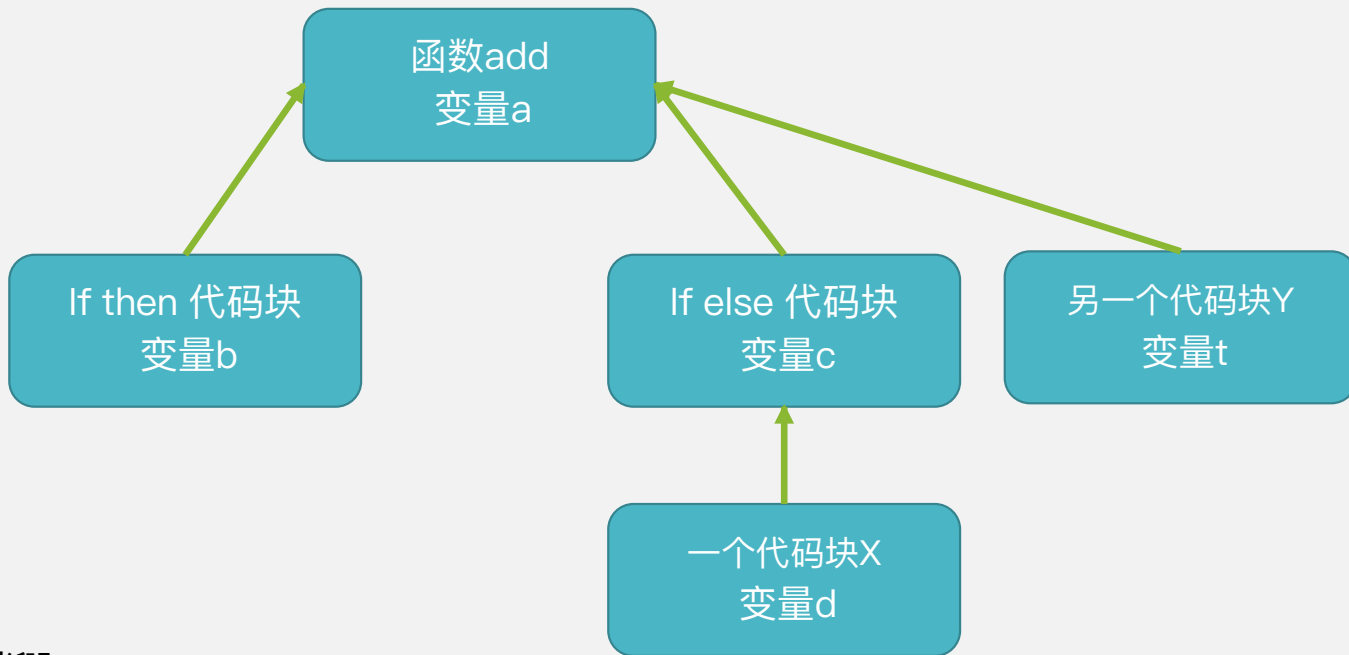 函数add
变量a
If then 代码块
变量b
If else 代码块
变量c
另一个代码块Y
变量t
一个代码块X
变量d